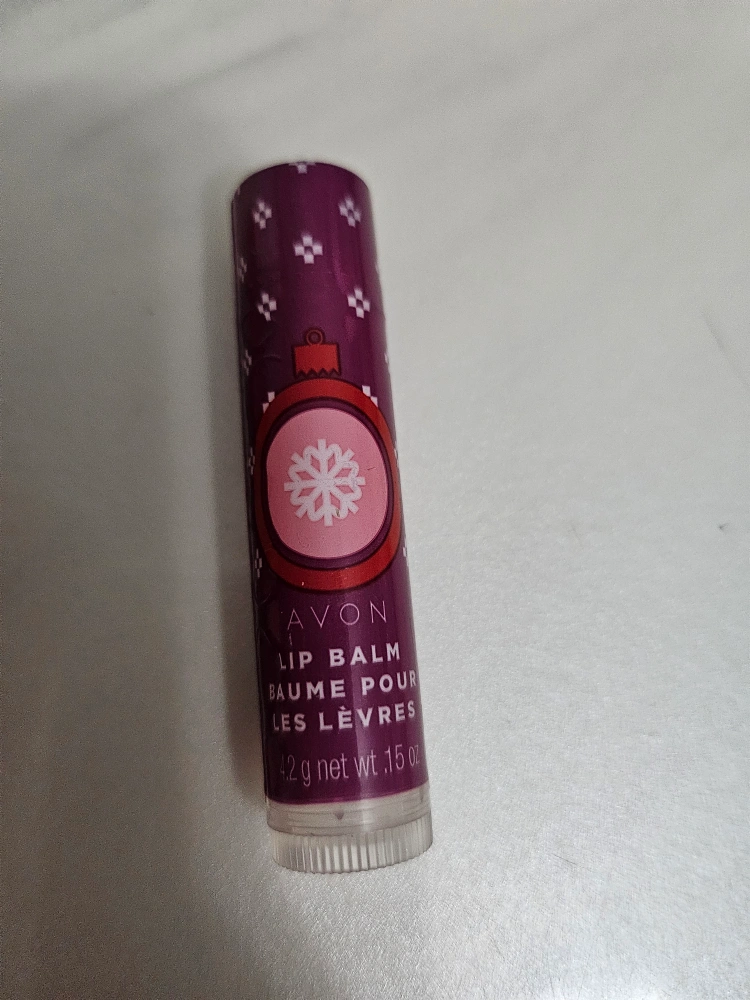 AVON
LIP BALM
BAUME POUR
LES LÈVRES
4.2 g net wt .15 oz